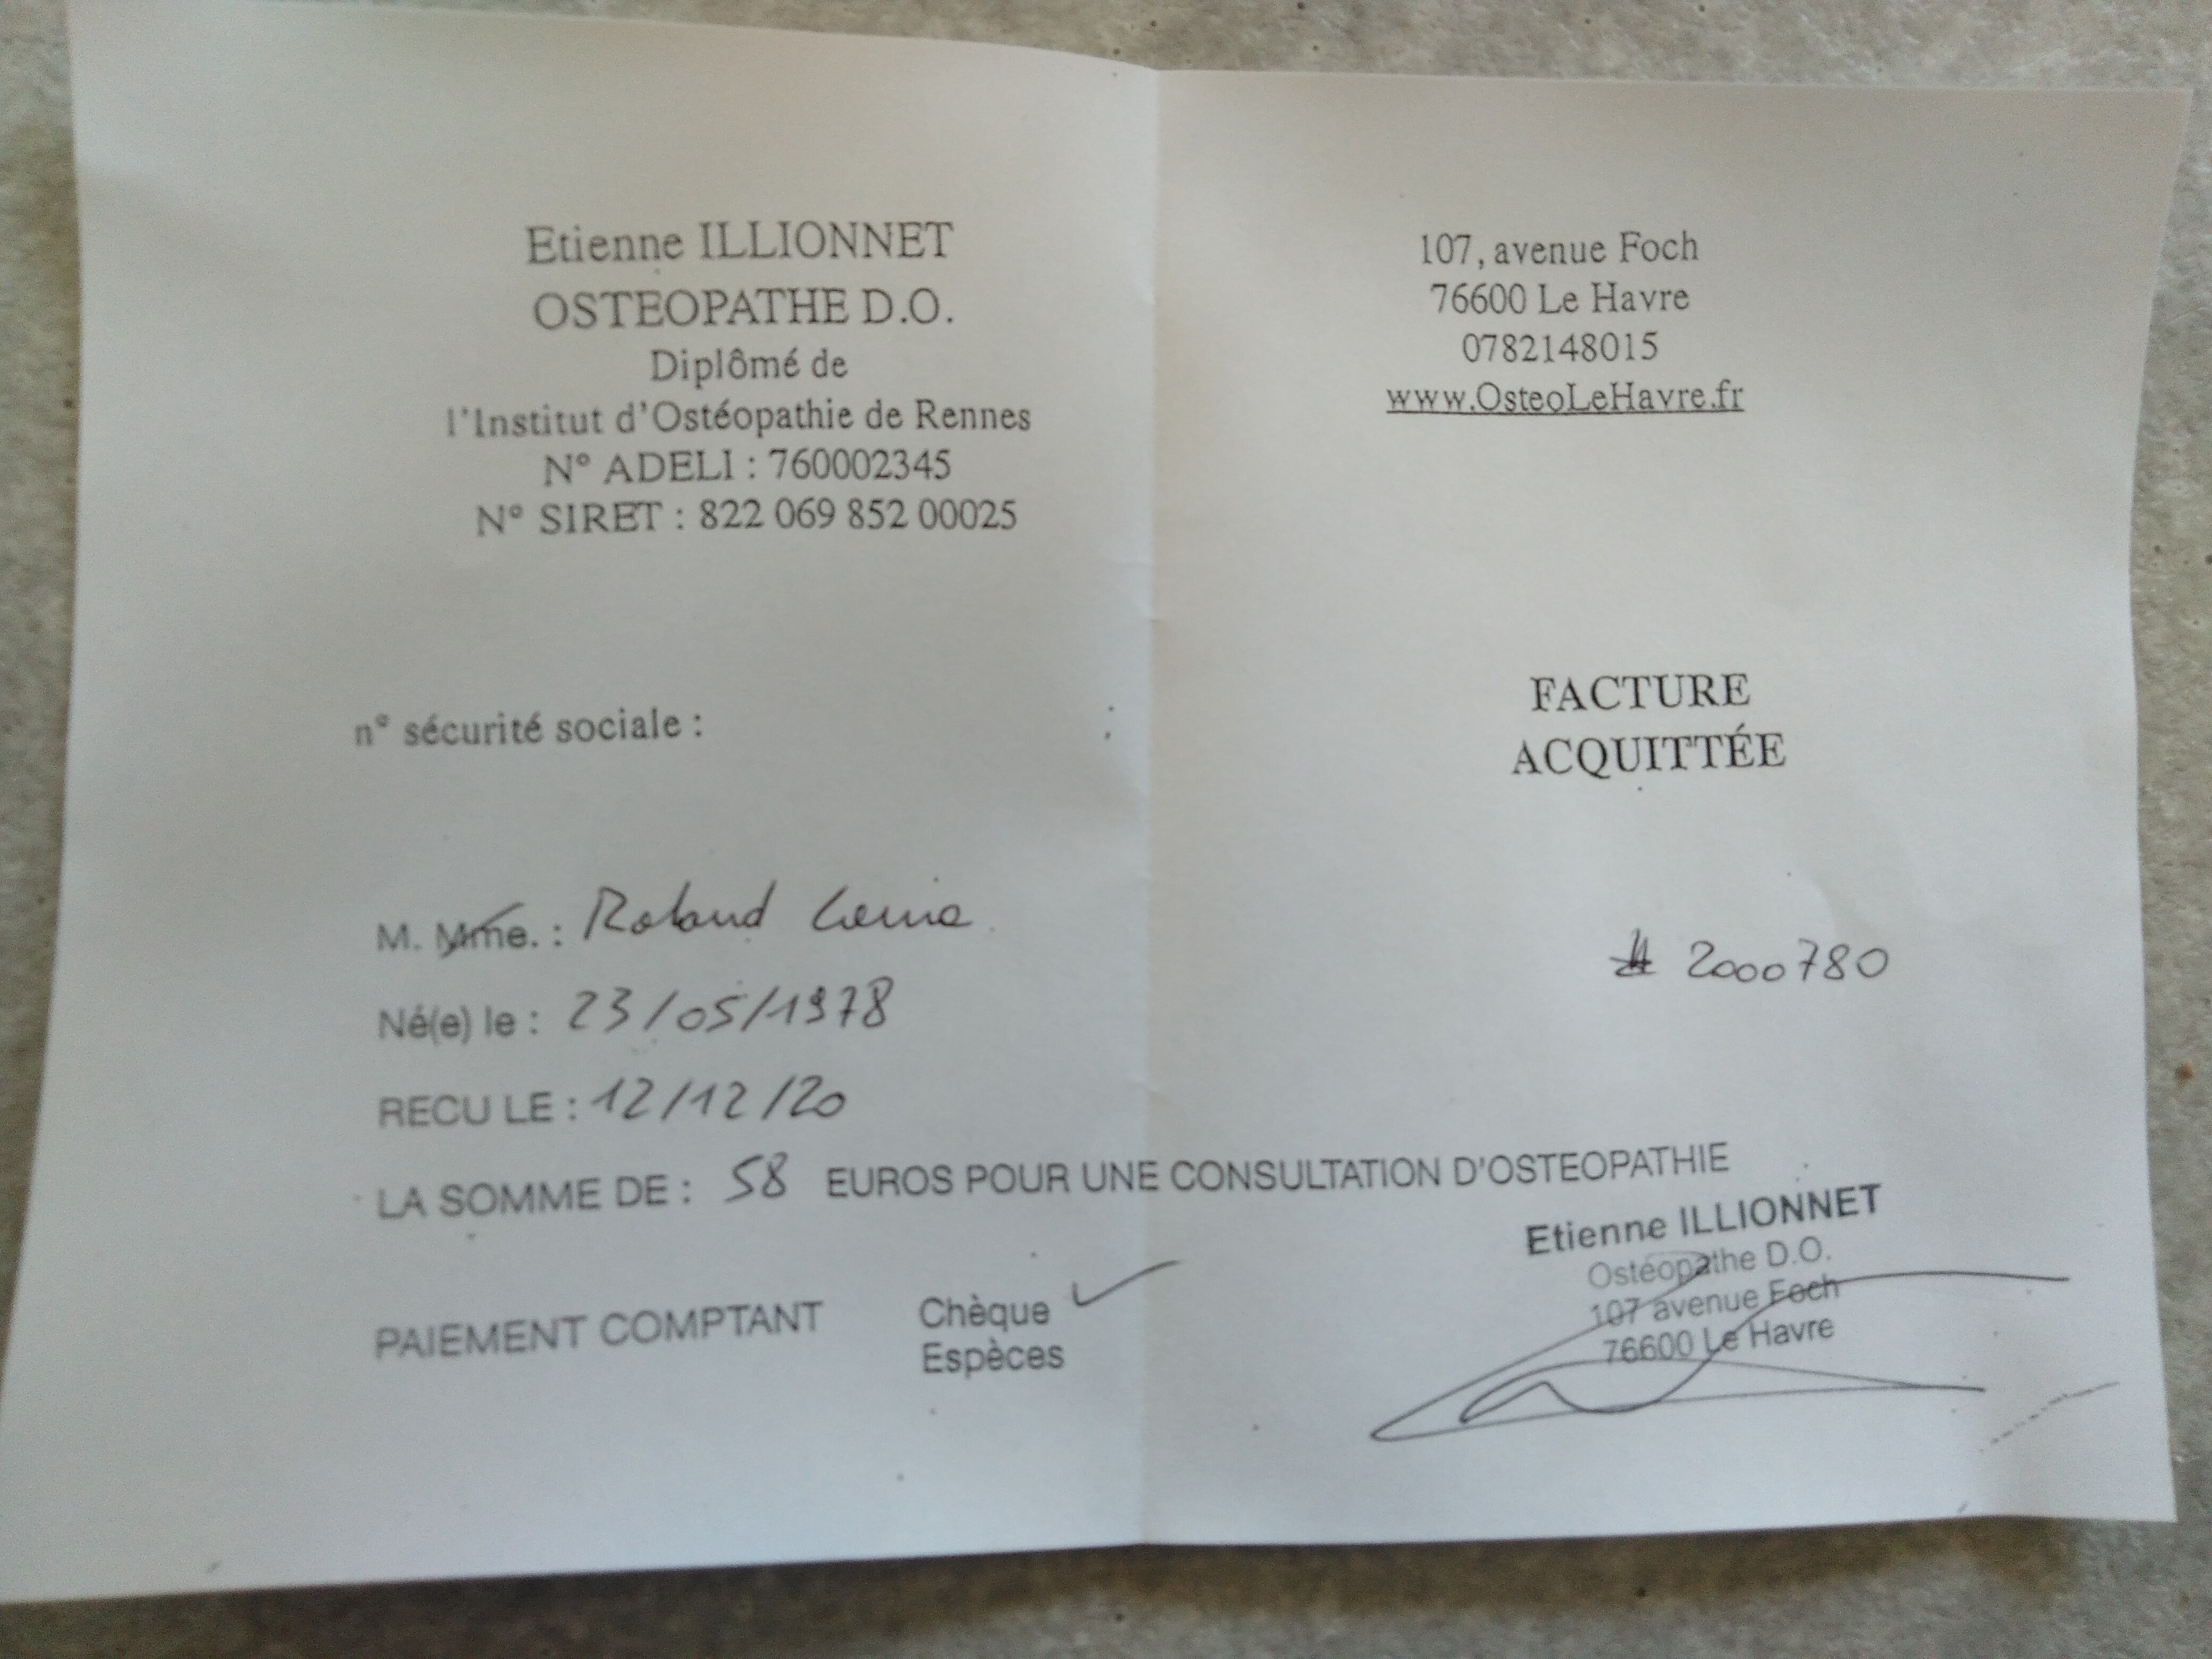 Etienne ILLIONNET
OSTEOPATHE D.O.
Diplômé de
l'Institut d'Ostéopathie de Rennes
N° ADELI : 760002345
N° SIRET : 822 069 852 00025
107, avenue Foch
76600 Le Havre
0782148015
www.OsteoLeHavre.fr
n° sécurité sociale :
FACTURE
ACQUITTÉE
M. Mme. : Roland
# 2000780
Né(e) le : 23/05/1978
RECU LE : 12/12/20
LA SOMME DE : 58 EUROS POUR UNE CONSULTATION D'OSTEOPATHIE
PAIEMENT COMPTANT Chèque ✓
Espèces
Etienne ILLIONNET
Ostéopathe D.O.
107 avenue Foch
76600 Le Havre